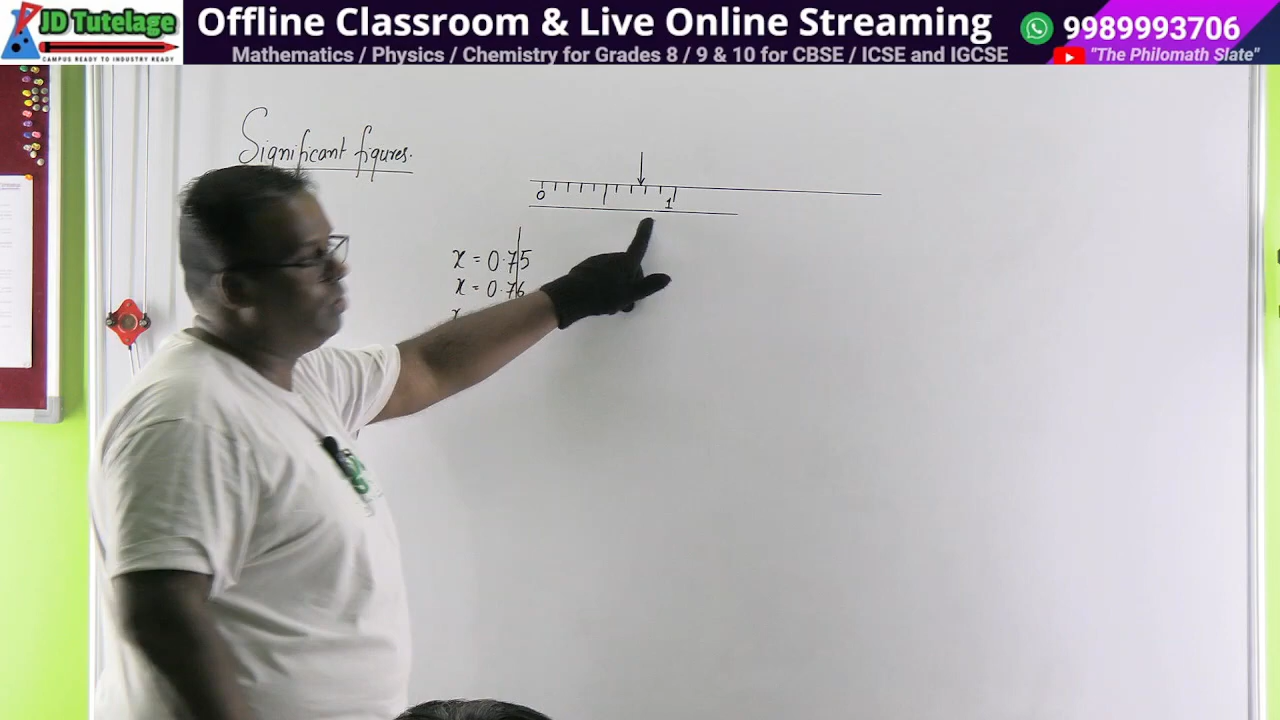 JD Tutelage
CAMPUS READY TO INDUSTRY READY
Offline Classroom & Live Online Streaming
Mathematics / Physics / Chemistry for Grades 8 / 9 & 10 for CBSE / ICSE and IGCSE
9989993706
"The Philomath Slate"
Significant figures.
0 1
x = 0.75
x = 0.76
x